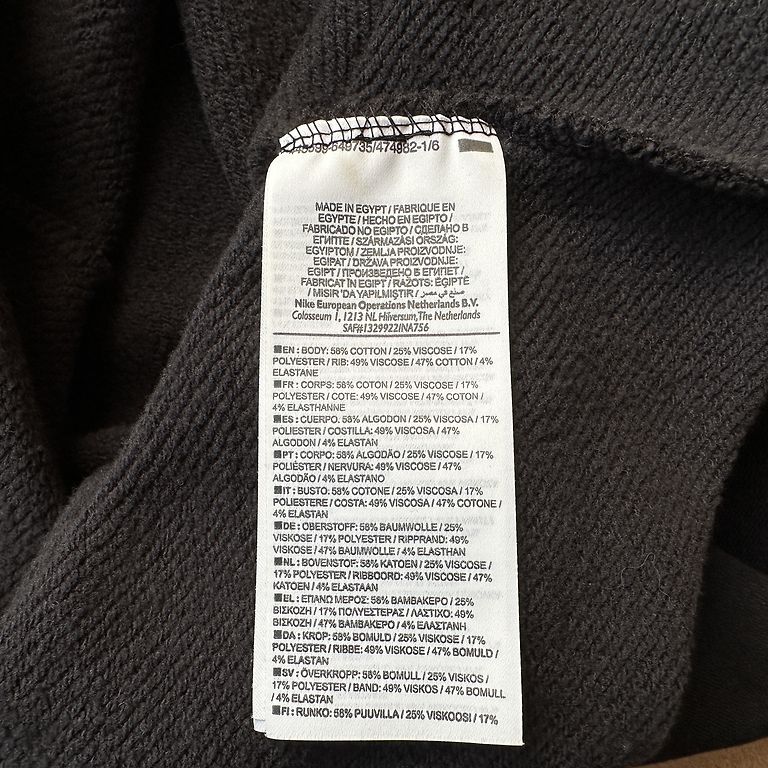 649735/474982-1/6
MADE IN EGYPT / FABRIQUE EN
EGYPTE / HECHO EN EGIPTO /
FABRICADO NO EGIPTO / СДЕЛАНО В
ЕГИПТЕ / SZÁRMAZÁSI ORSZÁG:
EGYIPTOM / ZEMLJA PROIZVODNJE:
EGIPAT / DRŽAVA PROIZVODNJE:
EGIPT / ПРОИЗВЕДЕНО В ЕГИПЕТ /
FABRICAT ÎN EGIPT / RAŽOTS: ĒĢIPTĒ
/ MISIR 'DA YAPILMIŞTIR / صنع في مصر /
Nike European Operations Netherlands B.V.
Colosseum 1, 1213 NL Hilversum, The Netherlands
SAF#1329922INA756
EN : BODY: 58% COTTON / 25% VISCOSE / 17%
POLYESTER / RIB: 49% VISCOSE / 47% COTTON / 4%
ELASTANE
FR : CORPS: 58% COTON / 25% VISCOSE / 17%
POLYESTER / COTE: 49% VISCOSE / 47% COTON /
4% ELASTHANNE
ES : CUERPO. 58% ALGODON / 25% VISCOSA / 17%
POLIESTER / COSTILLA: 49% VISCOSA / 47%
ALGODON / 4% ELASTAN
PT : CORPO: 58% ALGODÃO / 25% VISCOSE / 17%
POLIÉSTER / NERVURA: 49% VISCOSE / 47%
ALGODÃO / 4% ELASTANO
IT : BUSTO: 58% COTONE / 25% VISCOSA / 17%
POLIESTERE / COSTA: 49% VISCOSA / 47% COTONE /
4% ELASTAN
DE : OBERSTOFF: 58% BAUMWOLLE / 25%
VISKOSE / 17% POLYESTER / RIPPRAND: 49%
VISKOSE / 47% BAUMWOLLE / 4% ELASTHAN
NL : BOVENSTOF: 58% KATOEN / 25% VISCOSE /
17% POLYESTER / RIBBOORD: 49% VISCOSE / 47%
KATOEN / 4% ELASTAAN
EL : ΕΠΑΝΩ ΜΕΡΟΣ: 58% ΒΑΜΒΑΚΕΡΟ / 25%
ΒΙΣΚΟΖΗ / 17% ΠΟΛΥΕΣΤΕΡΑΣ / ΛΑΣΤΙΧΟ: 49%
ΒΙΣΚΟΖΗ / 47% ΒΑΜΒΑΚΕΡΟ / 4% ΕΛΑΣΤΑΝΗ
DA : KROP: 58% BOMULD / 25% VISKOSE / 17%
POLYESTER / RIBBE: 49% VISKOSE / 47% BOMULD /
4% ELASTAN
SV : ÖVERKROPP: 58% BOMULL / 25% VISKOS /
17% POLYESTER / BAND: 49% VISKOS / 47% BOMULL
/ 4% ELASTAN
FI : RUNKO: 58% PUUVILLA / 25% VISKOOSI / 17%